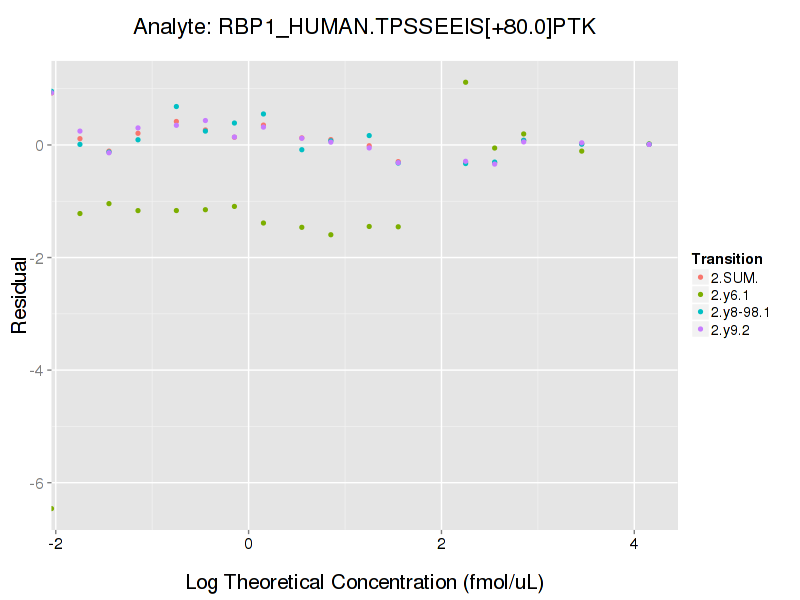 Analyte: RBP1_HUMAN.TPSSEEIS[+80.0]PTK
0
-2
-4
-6
-2
0
2
4
Residual
Log Theoretical Concentration (fmol/uL)
Transition
2.SUM.
2.y6.1
2.y8-98.1
2.y9.2